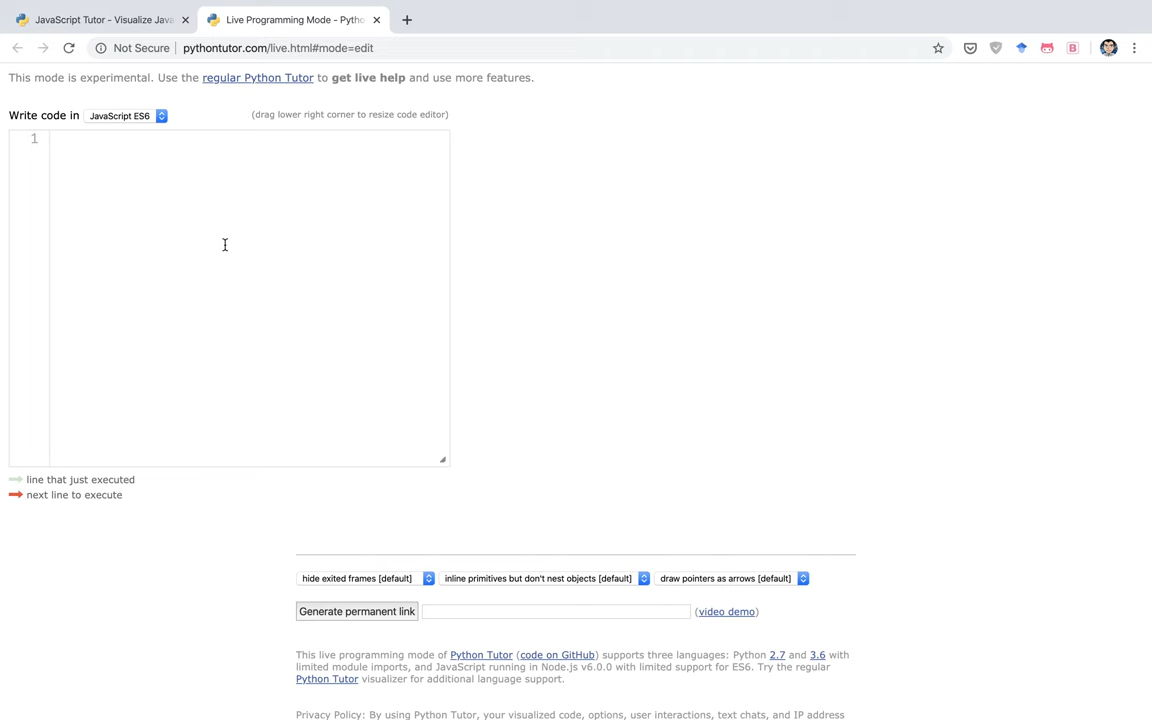 JavaScript Tutor - Visualize Java
Live Programming Mode - Pytho
Not Secure pythontutor.com/live.html#mode=edit
B
This mode is experimental. Use the regular Python Tutor to get live help and use more features.
Write code in JavaScript ES6 (drag lower right corner to resize code editor)
1
line that just executed
next line to execute
hide exited frames [default] inline primitives but don't nest objects [default] draw pointers as arrows [default]
Generate permanent link (video demo)
This live programming mode of Python Tutor (code on GitHub) supports three languages: Python 2.7 and 3.6 with
limited module imports, and JavaScript running in Node.js v6.0.0 with limited support for ES6. Try the regular
Python Tutor visualizer for additional language support.
Privacy Policy: By using Python Tutor, your visualized code, options, user interactions, text chats, and IP address